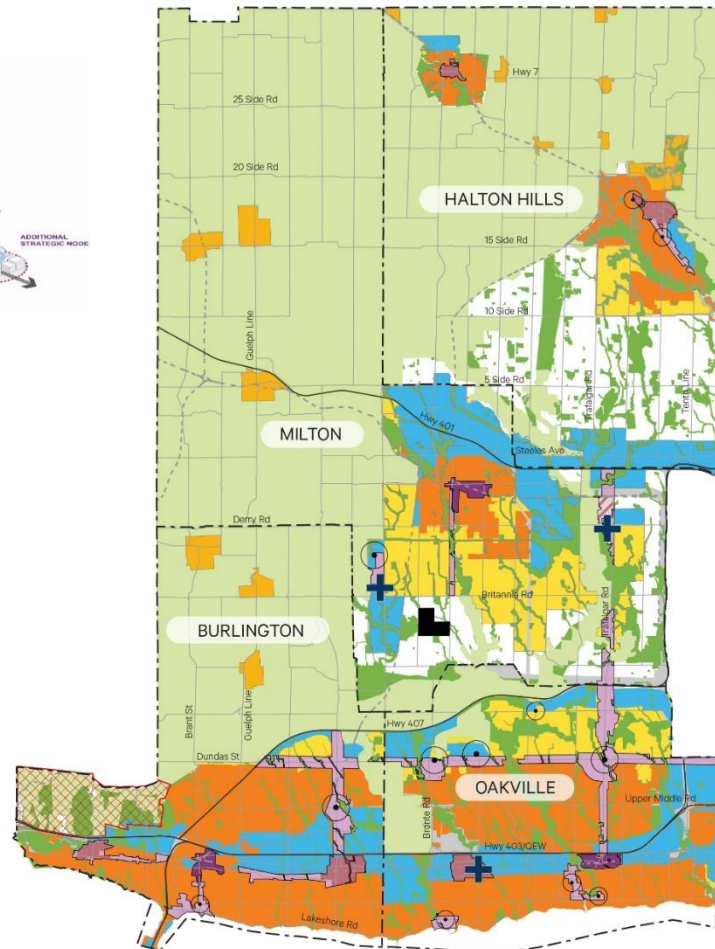 ADDITIONAL
STRATEGIC NODE
Hwy 7
25 Side Rd
20 Side Rd
HALTON HILLS
15 Side Rd
10 Side Rd
Guelph Line
5 Side Rd
Trafalgar Rd
Tenth Line
MILTON
Hwy 401
Steeles Ave
Derry Rd
Britannia Rd
Trafalgar Rd
BURLINGTON
Brant St
Guelph Line
Hwy 407
Dundas St.
OAKVILLE
Bronte Rd
Upper Middle Rd
Hwy 403/QEW
Lakeshore Rd